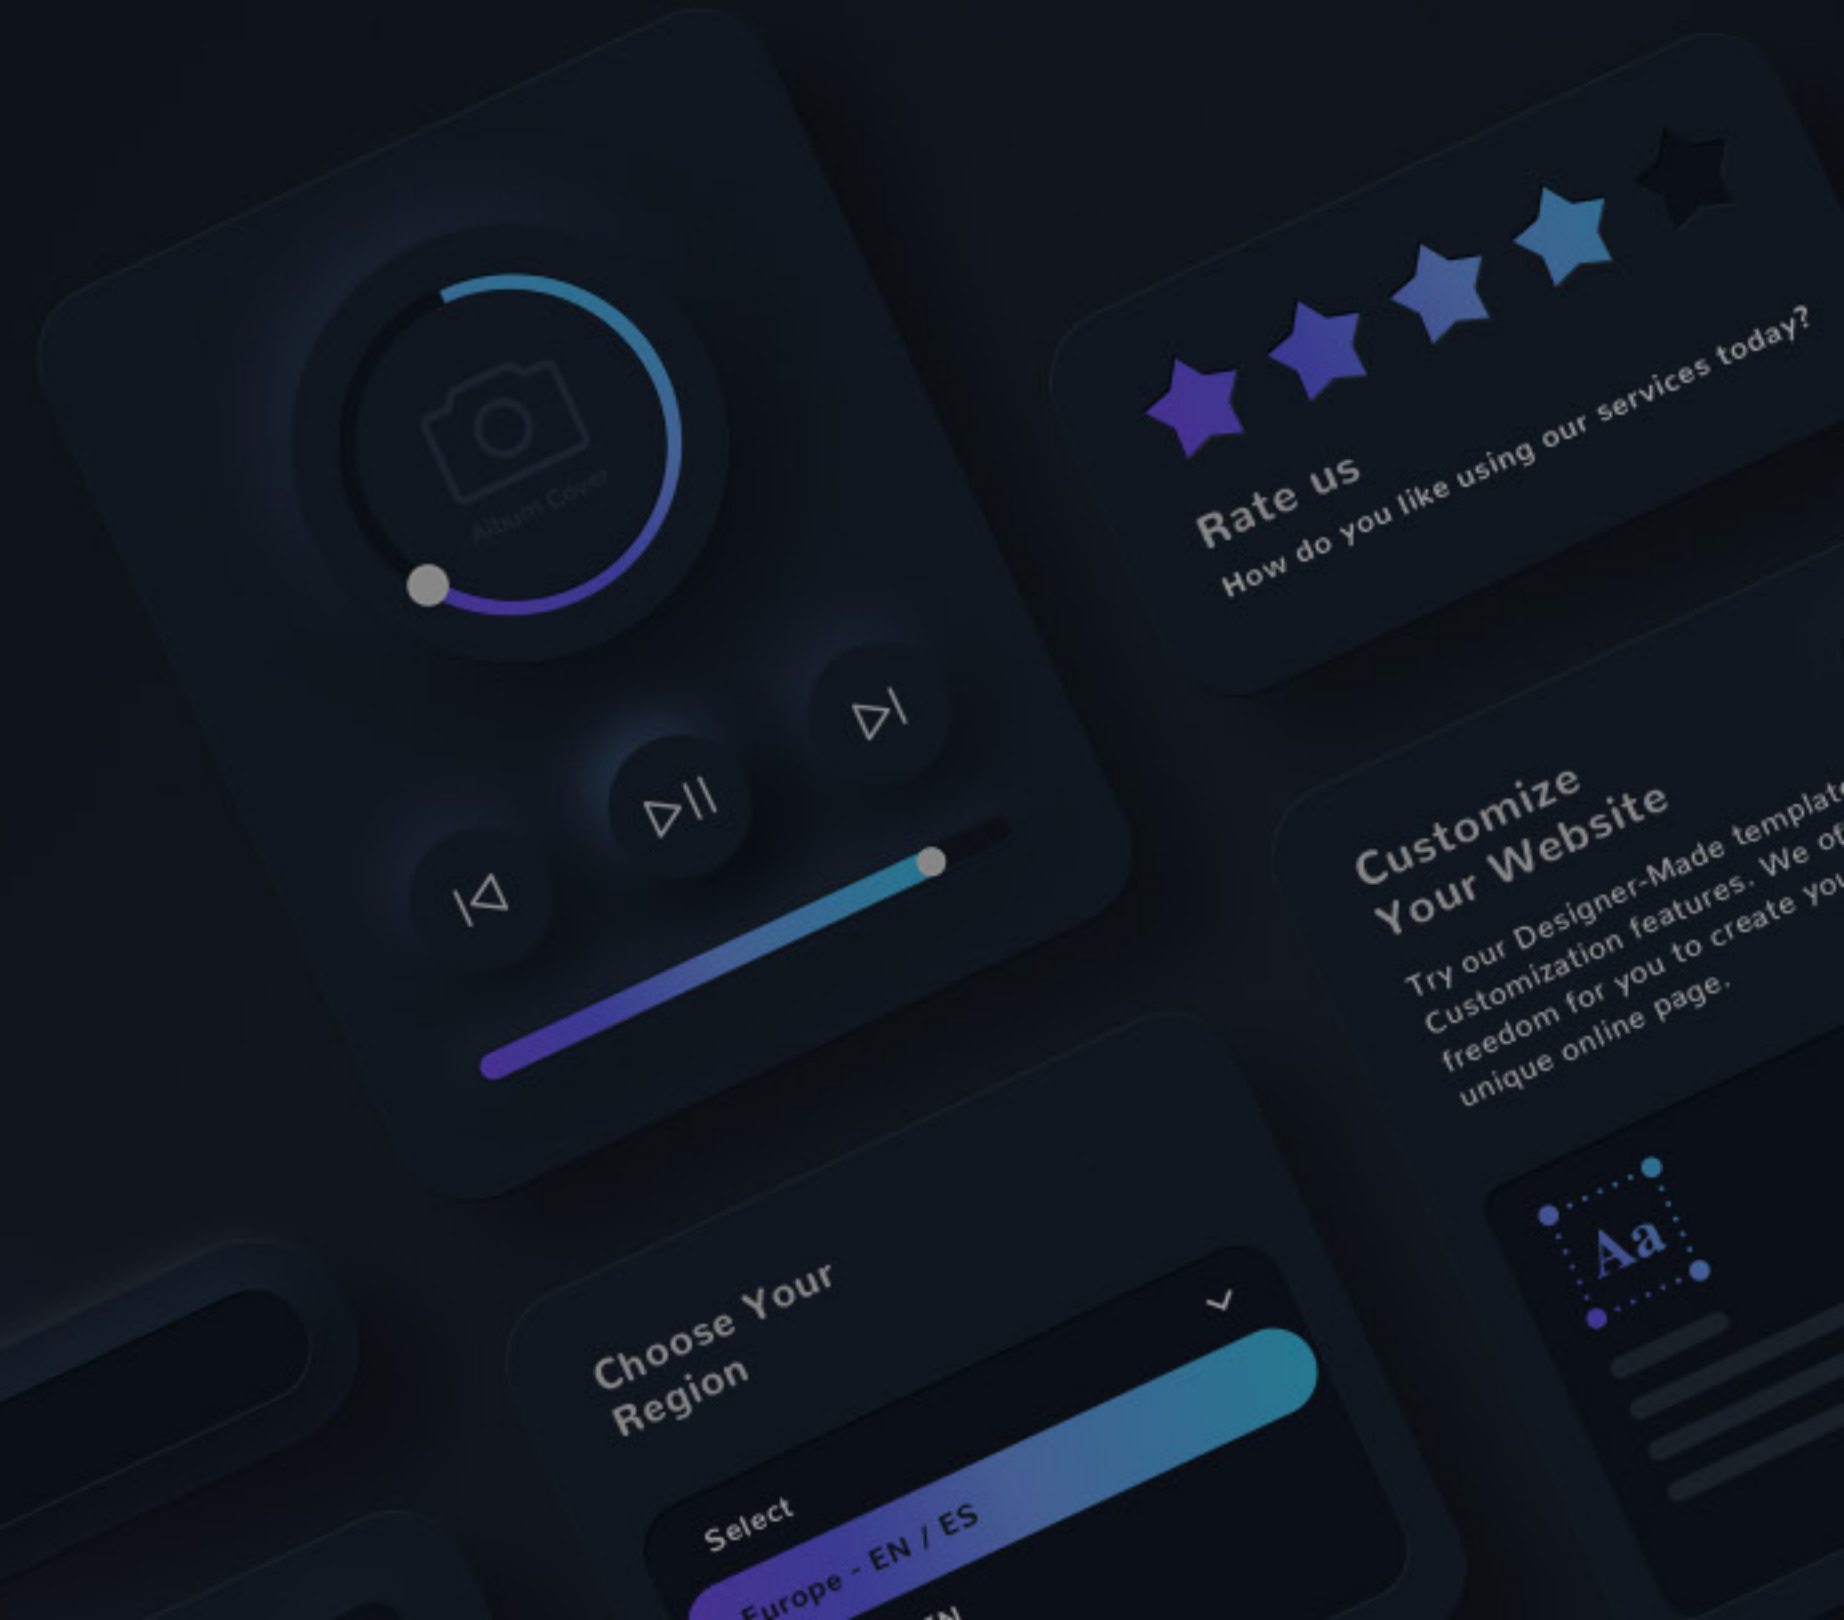 Album Cover
Rate us
How do you like using our services today?
Customize
Your Website
Try our Designer-Made template
Customization features. We of
freedom for you to create you
unique online page.
Aa
Choose Your
Region
Select
Europe - EN / ES